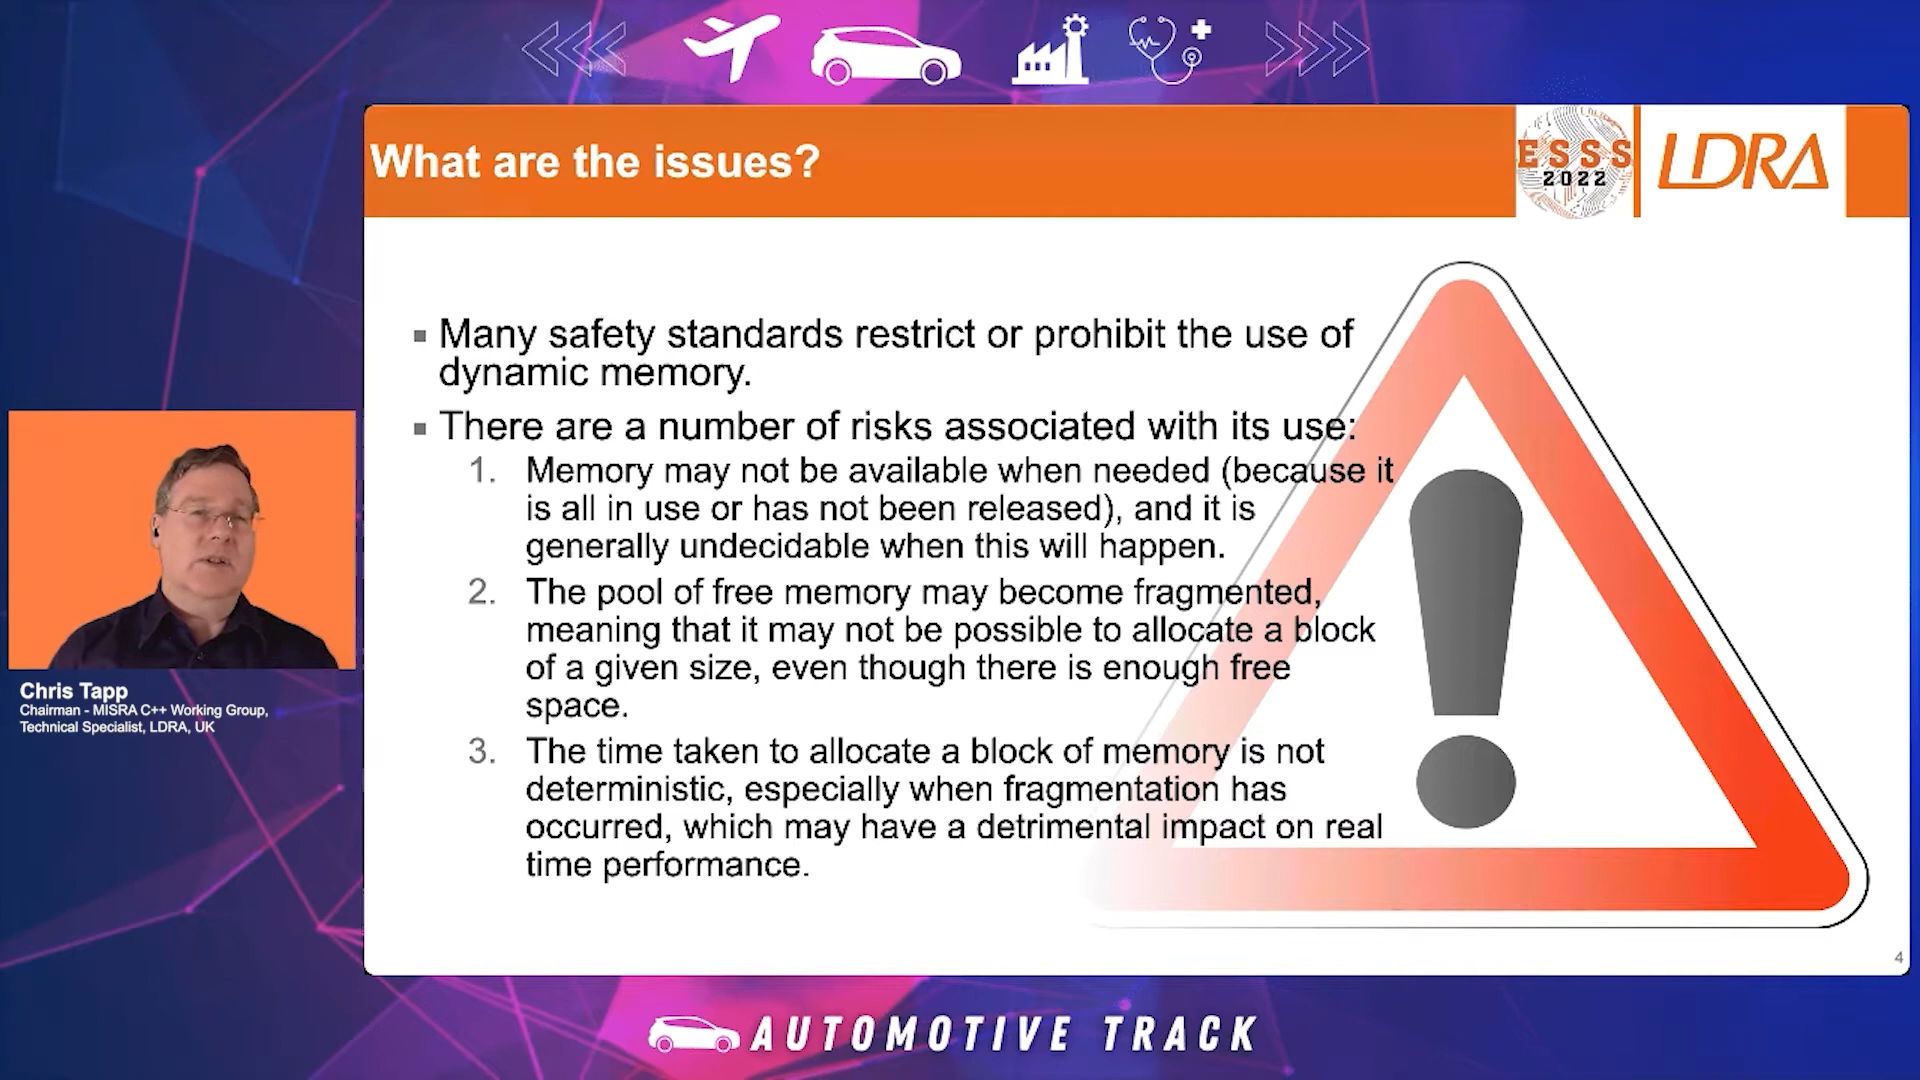 What are the issues?
ESSS
2022
LDRA
▪ Many safety standards restrict or prohibit the use of
dynamic memory.
▪ There are a number of risks associated with its use:
1. Memory may not be available when needed (because it
is all in use or has not been released), and it is
generally undecidable when this will happen.
2. The pool of free memory may become fragmented,
meaning that it may not be possible to allocate a block
of a given size, even though there is enough free
space.
3. The time taken to allocate a block of memory is not
deterministic, especially when fragmentation has
occurred, which may have a detrimental impact on real
time performance.
4
Chris Tapp
Chairman - MISRA C++ Working Group,
Technical Specialist, LDRA, UK
AUTOMOTIVE TRACK